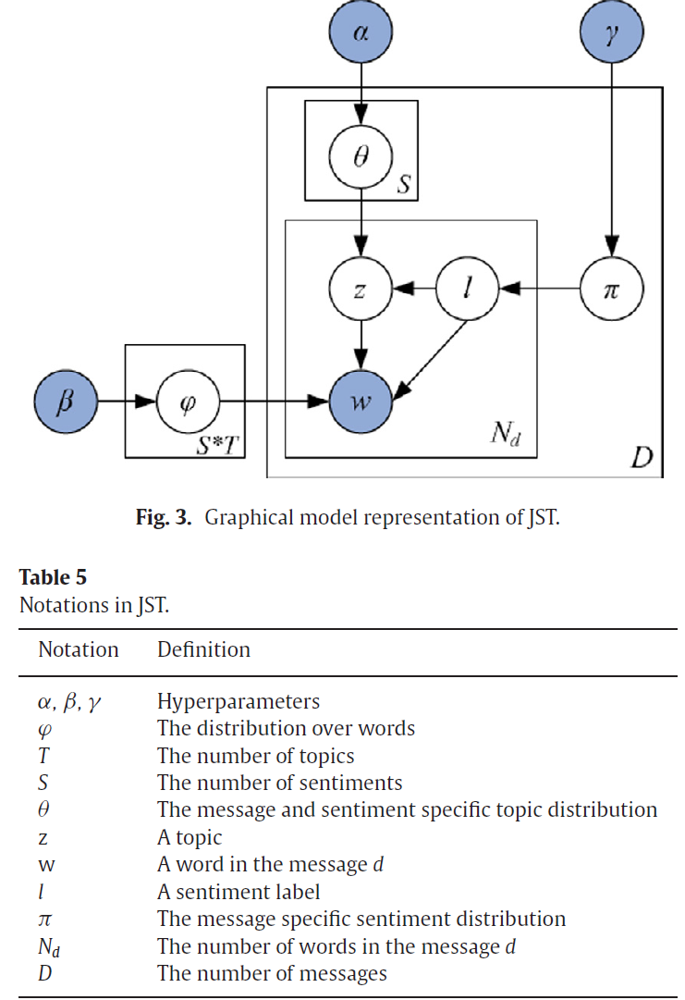 α γ
θ
S
z l π
β φ w
S*T N_d D
Fig. 3. Graphical model representation of JST.
Table 5
Notations in JST.
Notation Definition
α, β, γ Hyperparameters
φ The distribution over words
T The number of topics
S The number of sentiments
θ The message and sentiment specific topic distribution
z A topic
w A word in the message d
l A sentiment label
π The message specific sentiment distribution
N_d The number of words in the message d
D The number of messages